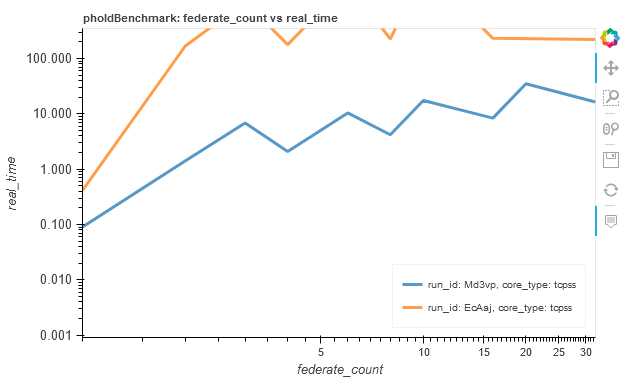 pholdBenchmark: federate_count vs real_time
100.000
10.000
1.000
0.100
0.010
0.001
real_time
5
10
15
20
25
30
federate_count
run_id: Md3vp, core_type: tcpss
run_id: EcAaj, core_type: tcpss